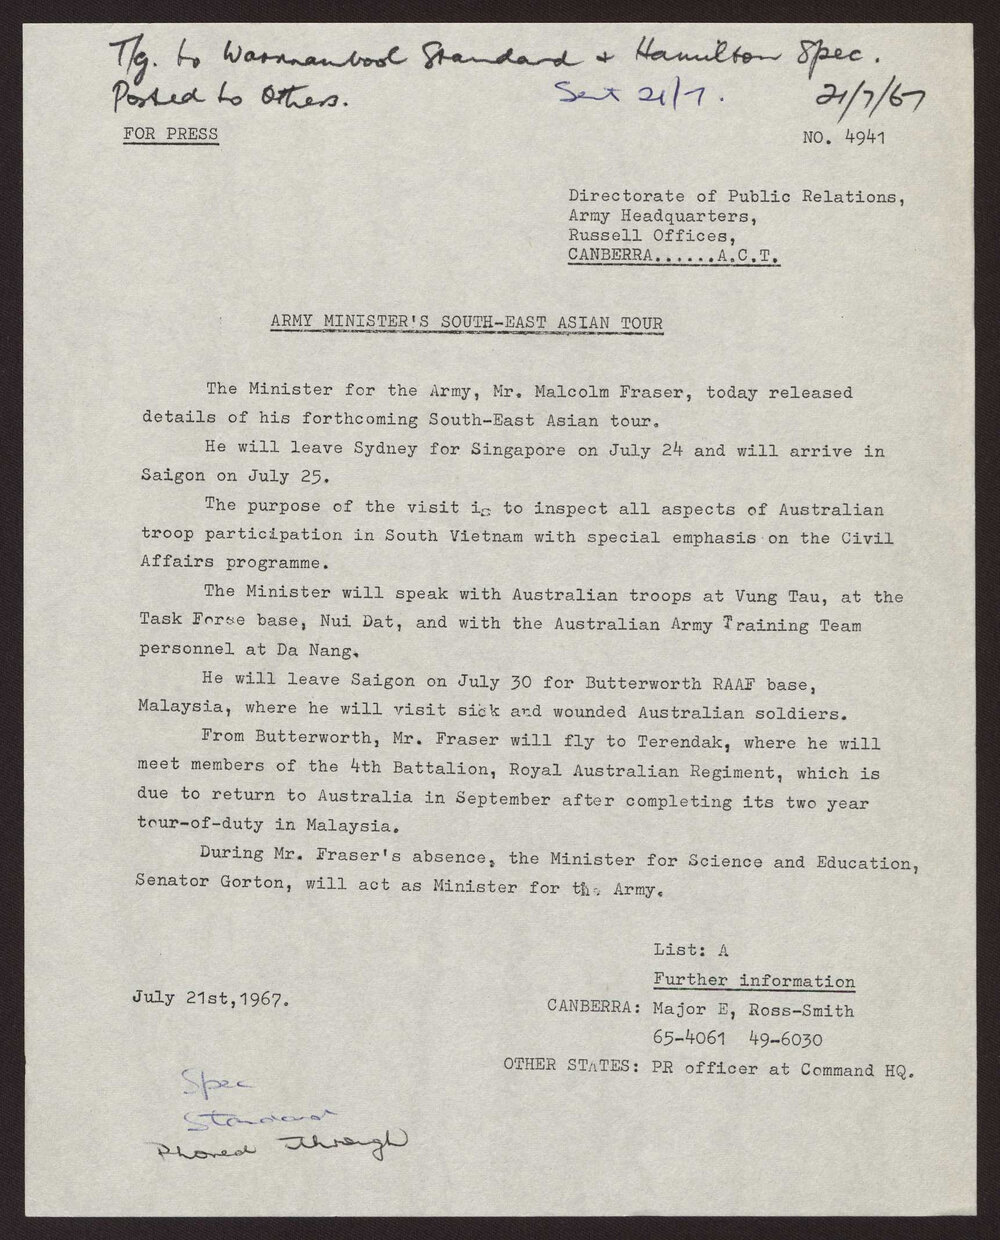 T/g. to Warrnambool Standard + Hamilton Spec.
Posted to Others. Sent 21/7. 21/7/67
FOR PRESS NO. 4941
Directorate of Public Relations,
Army Headquarters,
Russell Offices,
CANBERRA......A.C.T.
ARMY MINISTER'S SOUTH-EAST ASIAN TOUR
The Minister for the Army, Mr. Malcolm Fraser, today released
details of his forthcoming South-East Asian tour.
He will leave Sydney for Singapore on July 24 and will arrive in
Saigon on July 25.
The purpose of the visit is to inspect all aspects of Australian
troop participation in South Vietnam with special emphasis on the Civil
Affairs programme.
The Minister will speak with Australian troops at Vung Tau, at the
Task Forse base, Nui Dat, and with the Australian Army Training Team
personnel at Da Nang.
He will leave Saigon on July 30 for Butterworth RAAF base,
Malaysia, where he will visit sick and wounded Australian soldiers.
From Butterworth, Mr. Fraser will fly to Terendak, where he will
meet members of the 4th Battalion, Royal Australian Regiment, which is
due to return to Australia in September after completing its two year
tour-of-duty in Malaysia.
During Mr. Fraser's absence, the Minister for Science and Education,
Senator Gorton, will act as Minister for the Army.
List: A
Further information
July 21st,1967.
CANBERRA: Major E, Ross-Smith
65-4061 49-6030
OTHER STATES: PR officer at Command HQ.
Spec
Standard
Phoned through